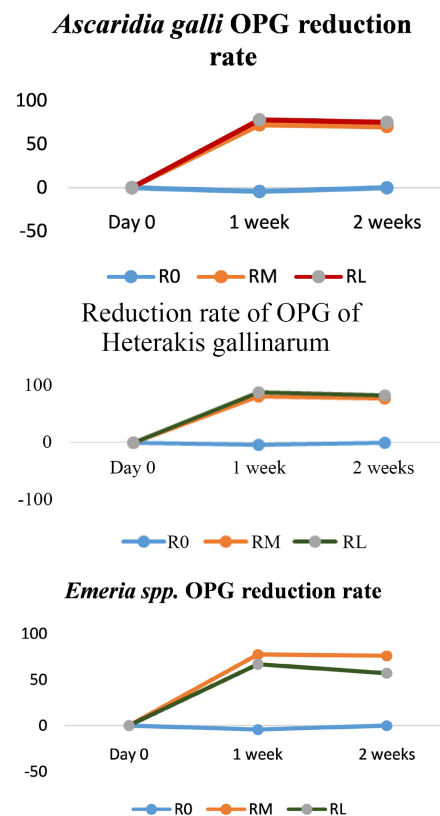 Ascaridia galli OPG reduction
rate
100
50
0
-50
Day 0 1 week 2 weeks
R0 RM RL
Reduction rate of OPG of
Heterakis gallinarum
100
0
-100
Day 0 1 week 2 weeks
R0 RM RL
Emeria spp. OPG reduction rate
100
50
0
-50
Day 0 1 week 2 weeks
R0 RM RL